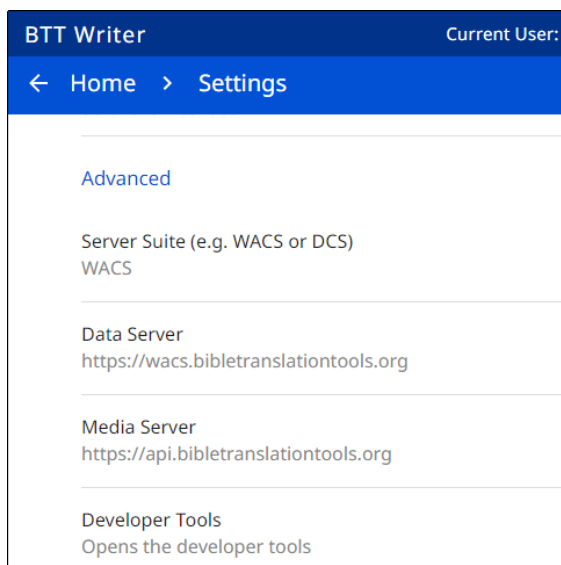 BTT Writer Current User:
← Home > Settings
Advanced
Server Suite (e.g. WACS or DCS)
WACS
Data Server
https://wacs.bibletranslationtools.org
Media Server
https://api.bibletranslationtools.org
Developer Tools
Opens the developer tools